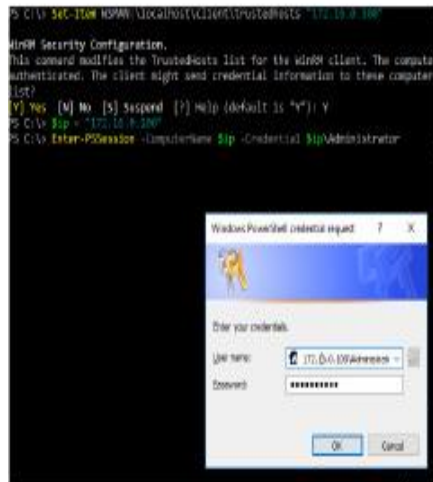 PS C:\> Set-Item WSMAN:\localhost\Client\TrustedHosts "172.16.0.100"
WinRM Security Configuration.
This command modifies the TrustedHosts list for the WinRM client. The compute
authenticated. The client might send credential information to these computer
list?
[Y] Yes [N] No [S] Suspend [?] Help (default is "Y"): Y
PS C:\> $ip = "172.16.0.100"
PS C:\> Enter-PSSession -ComputerName $ip -Credential $ip\Administrator
Windows PowerShell credential request ? X
Enter your credentials.
User name:
Password:
OK Cancel